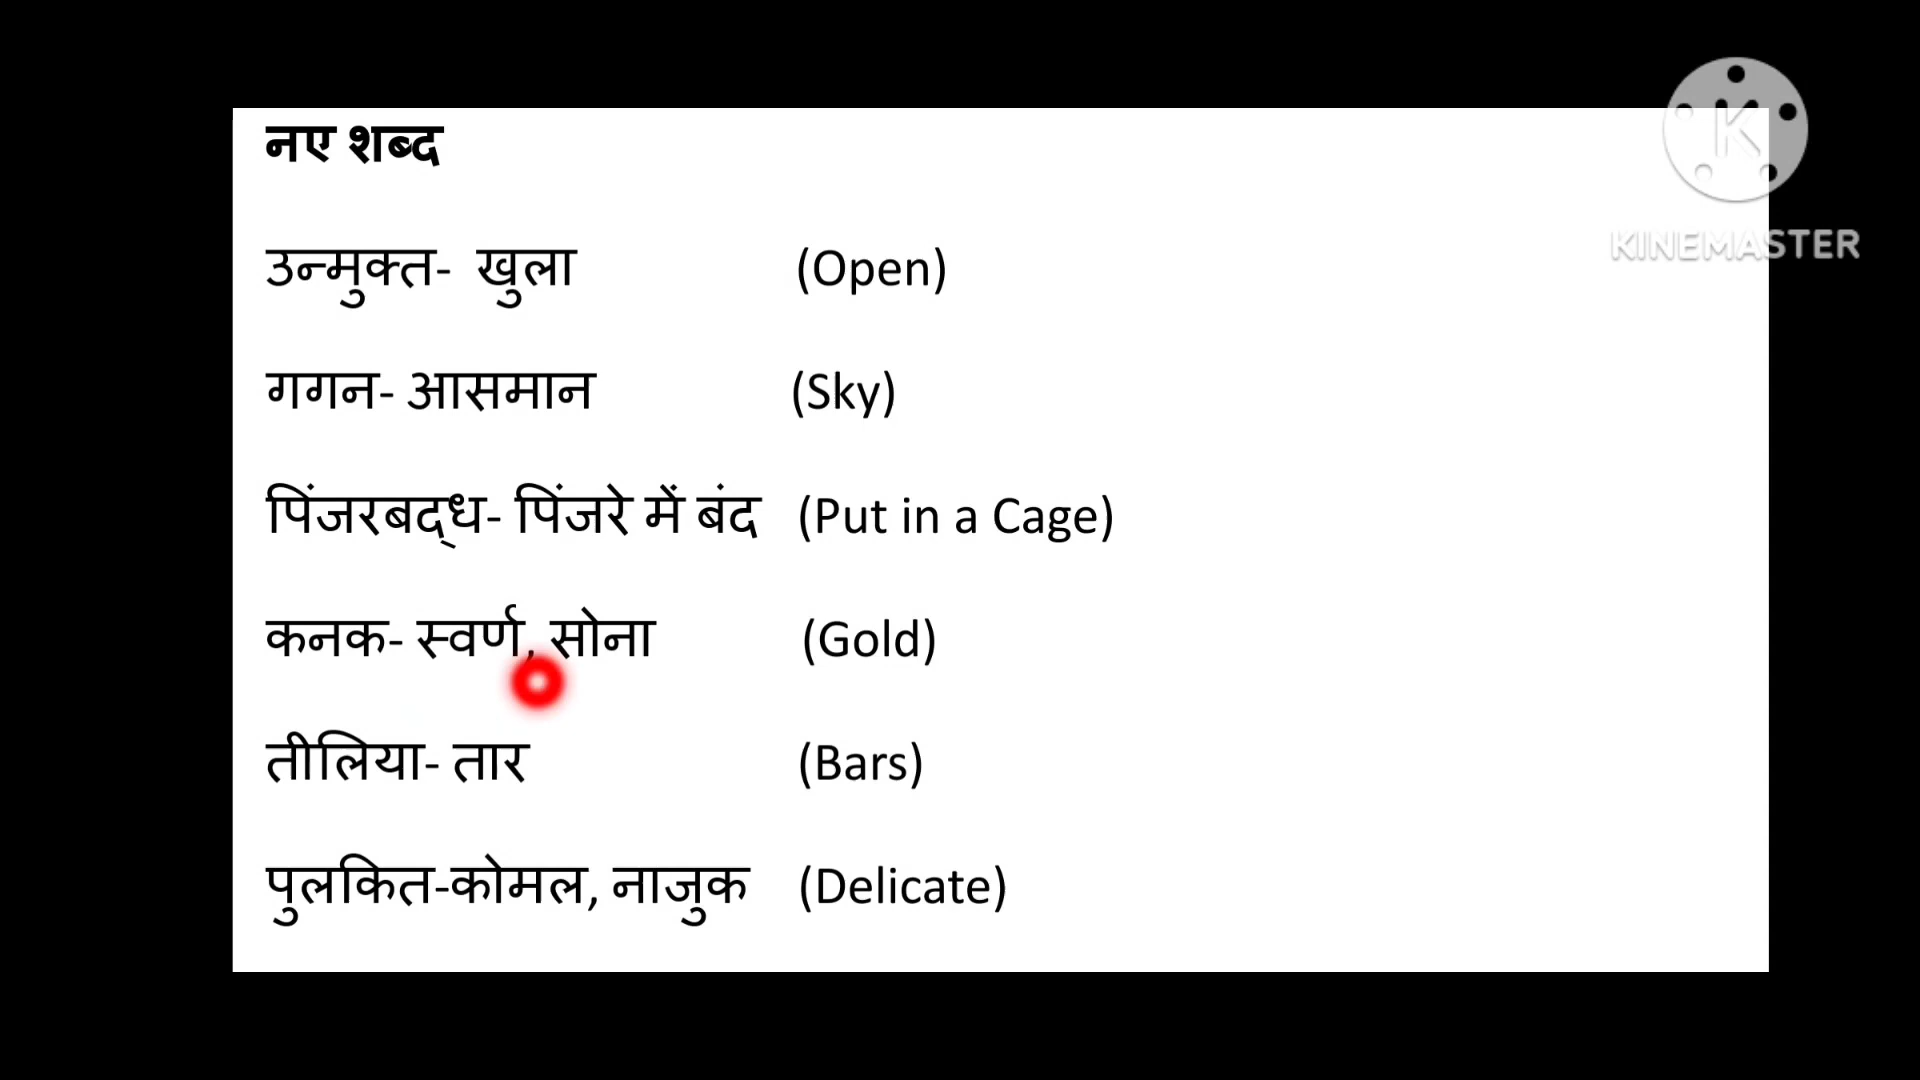 नए शब्द
उन्मुक्त- खुला (Open)
गगन- आसमान (Sky)
पिंजरबद्ध- पिंजरे में बंद (Put in a Cage)
कनक- स्वर्ण, सोना (Gold)
तीलिया- तार (Bars)
पुलकित-कोमल, नाजुक (Delicate)
K
KINEMASTER